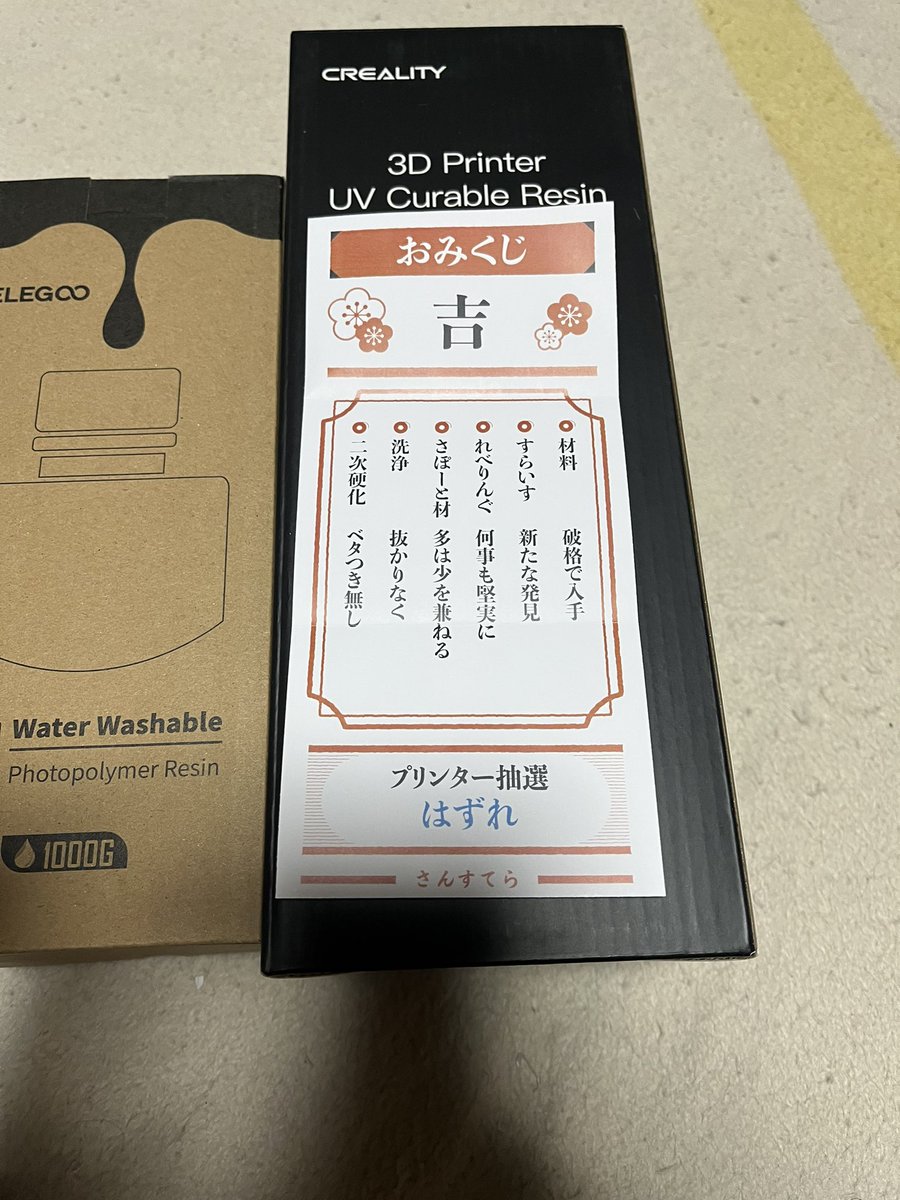 ELEGOO
Water Washable
Photopolymer Resin
1000G
CREALITY
3D Printer
UV Curable Resin
おみくじ
吉
材料 破格で入手
すらいす 新たな発見
れべりんぐ 何事も堅実に
さぽーと材 多は少を兼ねる
洗浄 抜かりなく
二次硬化 ベタつき無し
プリンター抽選
はずれ
さんすてら